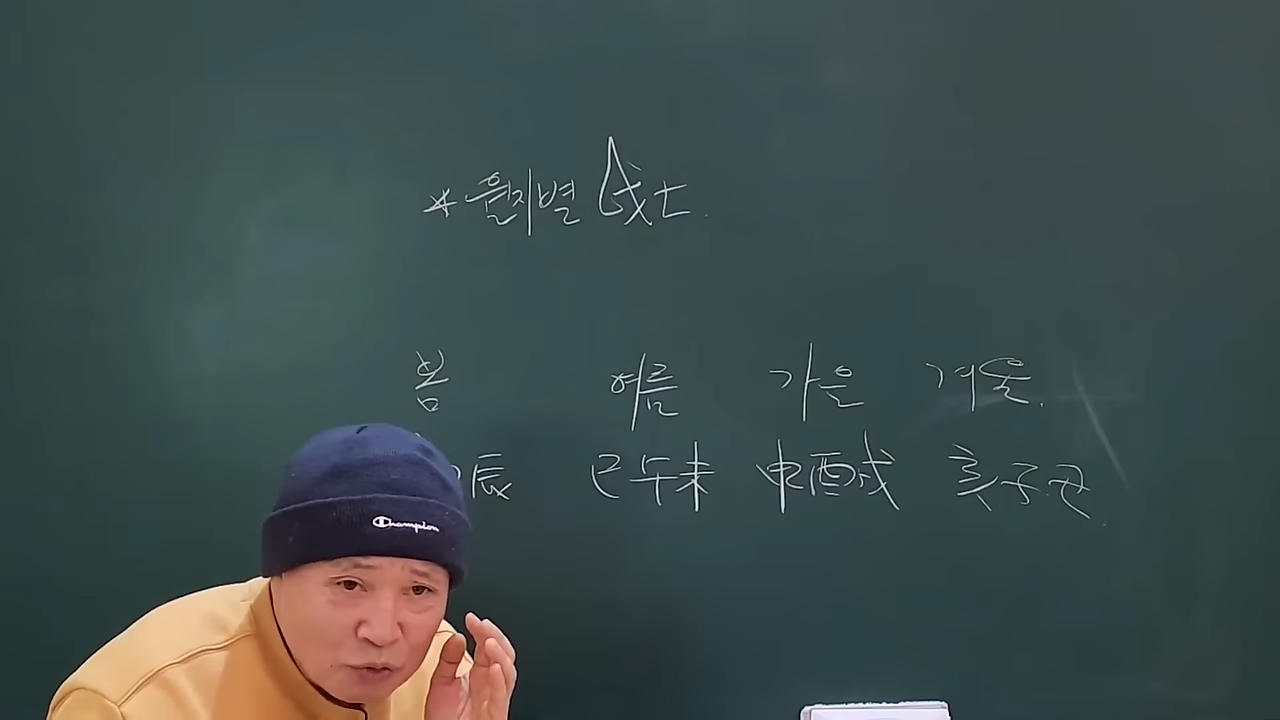 * 월지별 戊土.
봄 여름 가을 겨울.
辰 巳午未 申酉戌 亥子丑
Champion